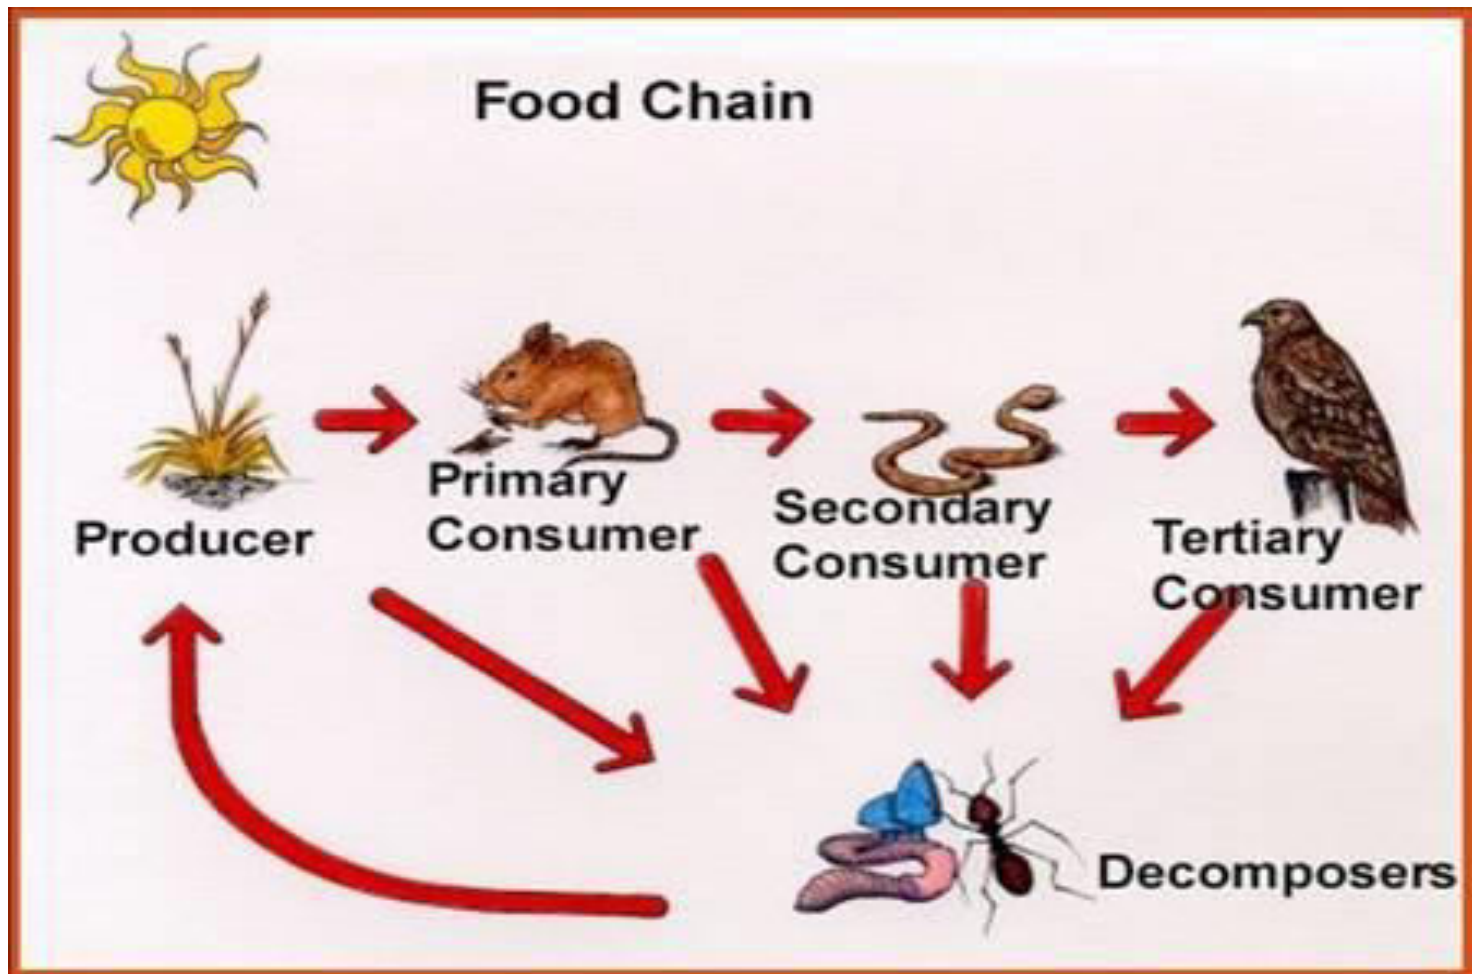 Food Chain
Producer
Primary
Consumer
Secondary
Consumer
Tertiary
Consumer
Decomposers